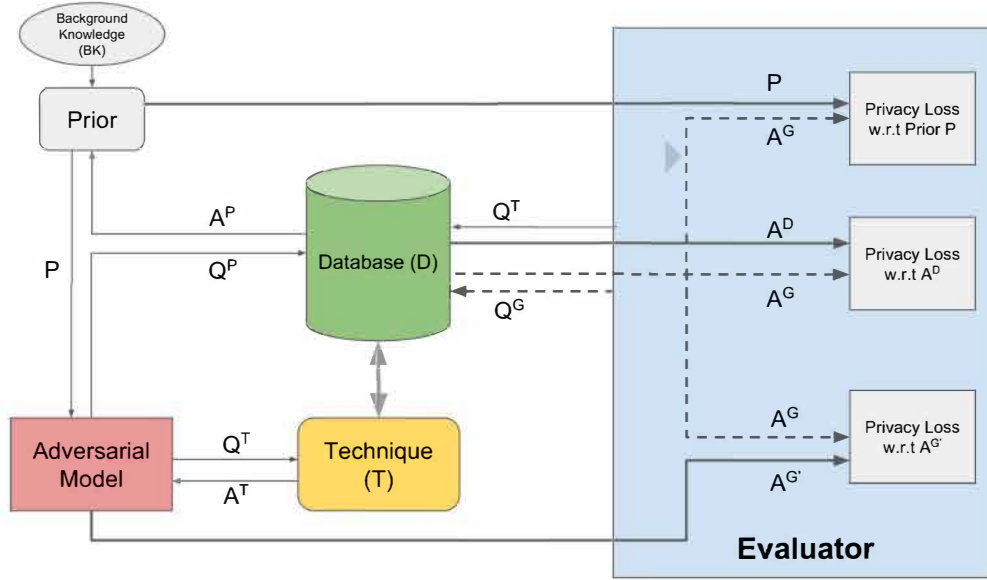 Background
Knowledge
(BK)
Prior
P
Privacy Loss
w.r.t Prior P
A^G
A^P
Q^T
P
Q^P
Database (D)
A^D
Privacy Loss
w.r.t A^D
A^G
Q^G
Adversarial
Model
Q^T
A^T
Technique
(T)
A^G
Privacy Loss
w.r.t A^G'
A^G'
Evaluator